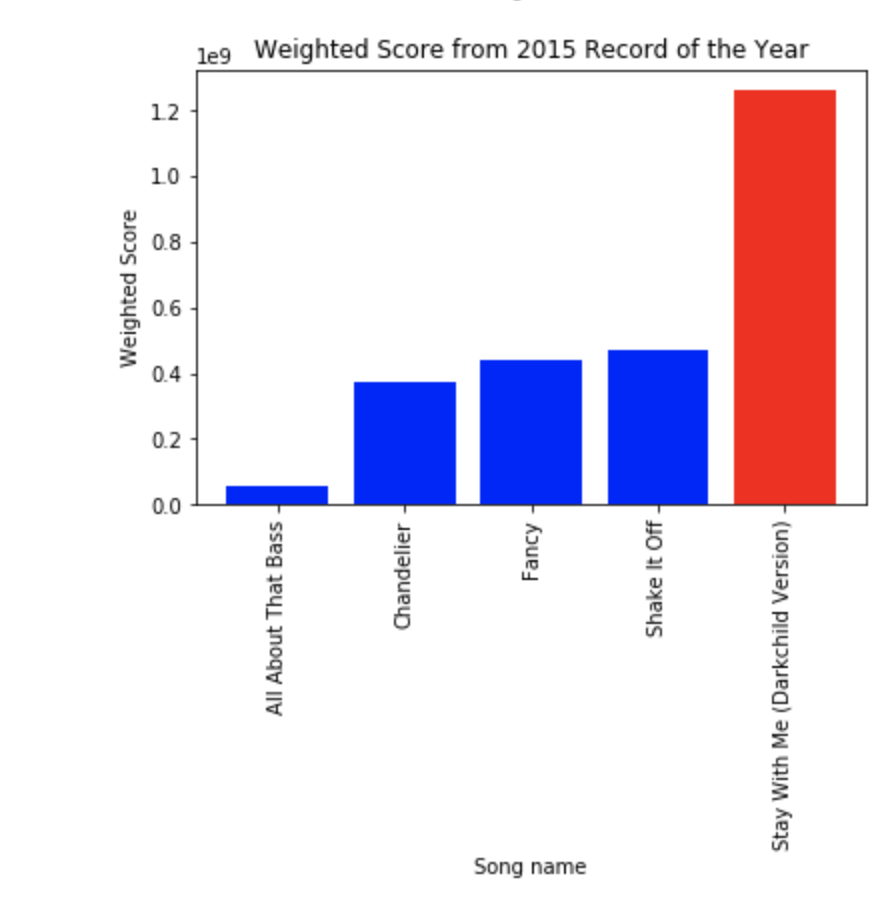 1e9
Weighted Score from 2015 Record of the Year
Weighted Score
1.2
1.0
0.8
0.6
0.4
0.2
0.0
All About That Bass
Chandelier
Fancy
Shake It Off
Stay With Me (Darkchild Version)
Song name